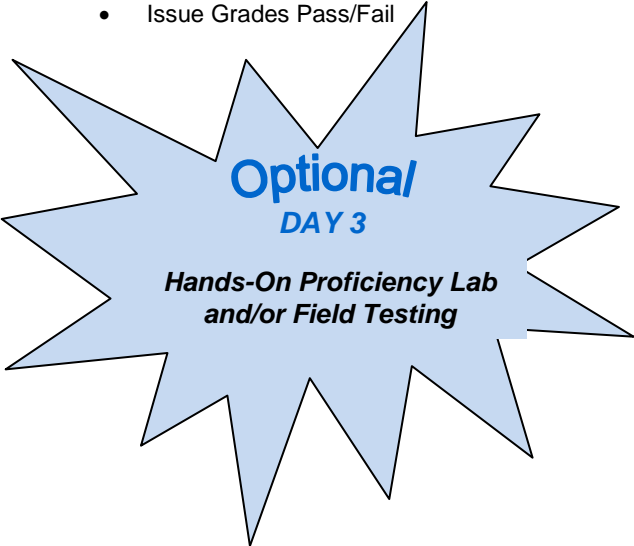 • Issue Grades Pass/Fail
Optional
DAY 3
Hands-On Proficiency Lab
and/or Field Testing